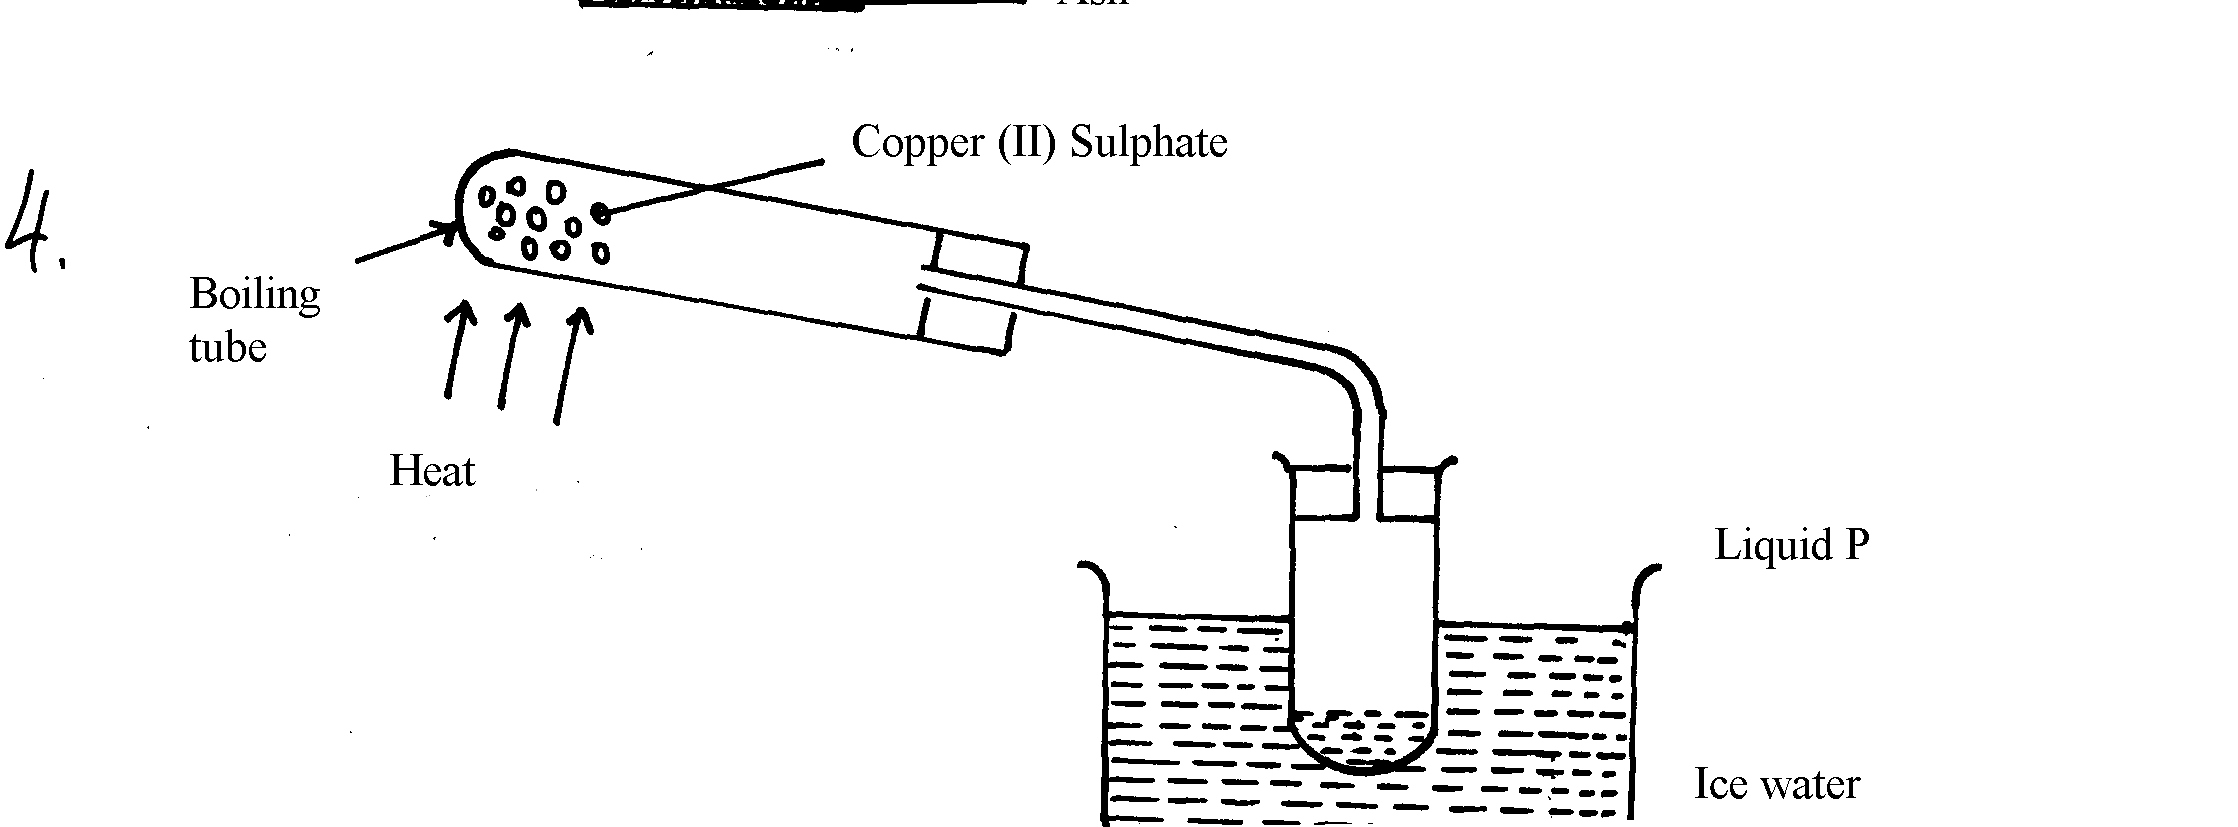 Copper (II) Sulphate
4.
Boiling
tube
Heat
Liquid P
Ice water